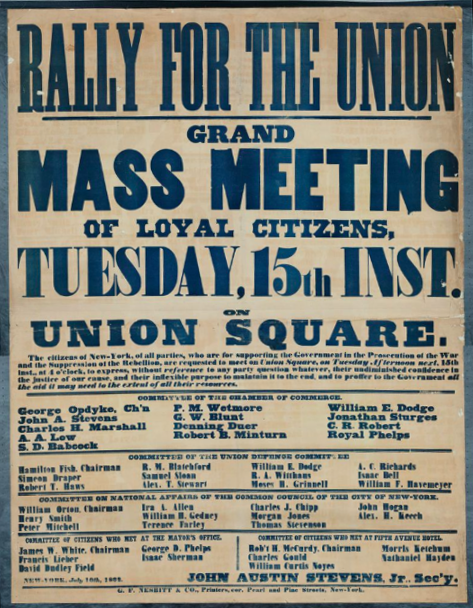 RALLY FOR THE UNION
GRAND
MASS MEETING
OF LOYAL CITIZENS,
TUESDAY, 15th INST.
ON
UNION SQUARE.
The citizens of New-York, of all parties, who are for supporting the Government in the Prosecution of the War
and the Suppression of the Rebellion, are requested to meet on Union Square, on Tuesday Afternoon next, 15th
inst., at 4 o'clock, to express, without reference to any party question whatever, their undiminished confidence in
the justice of our cause, and their inflexible purpose to maintain it to the end, and to proffer to the Government all
the aid it may need to the extent of all their resources.
COMMITTEE OF THE CHAMBER OF COMMERCE.
George Opdyke, Ch'n P. M. Wetmore William E. Dodge
John A. Stevens G. W. Blunt Jonathan Sturges
Charles H. Marshall Denning Duer C. R. Robert
A. A. Low Robert B. Minturn Royal Phelps
S. D. Babcock
COMMITTEE OF THE UNION DEFENSE COMMITTEE
Hamilton Fish, Chairman R. M. Blatchford William E. Dodge A. C. Richards
Simeon Draper Samuel Sloan R. A. Witthaus Isaac Bell
Robert T. Haws Alex. T. Stewart Moses H. Grinnell William F. Havemeyer
COMMITTEE ON NATIONAL AFFAIRS OF THE COMMON COUNCIL OF THE CITY OF NEW-YORK.
William Orton, Chairman Ira A. Allen Charles J. Chipp John Hogan
Henry Smith William H. Gedney Morgan Jones Alex. H. Keech
Peter Mitchell Terence Farley Thomas Stevenson
COMMITTEE OF CITIZENS WHO MET AT THE MAYOR'S OFFICE. COMMITTEE OF CITIZENS WHO MET AT FIFTH AVENUE HOTEL
James W. White, Chairman George D. Phelps Rob't H. McCurdy, Chairman Morris Ketchum
Francis Lieber Isaac Sherman Charles Gould Nathaniel Hayden
David Dudley Field William Curtis Noyes
NEW-YORK, July 10th, 1862. JOHN AUSTIN STEVENS, Jr., Sec'y.
G. F. NESBITT & CO., Printers, cor. Pearl and Pine Streets, New-York.